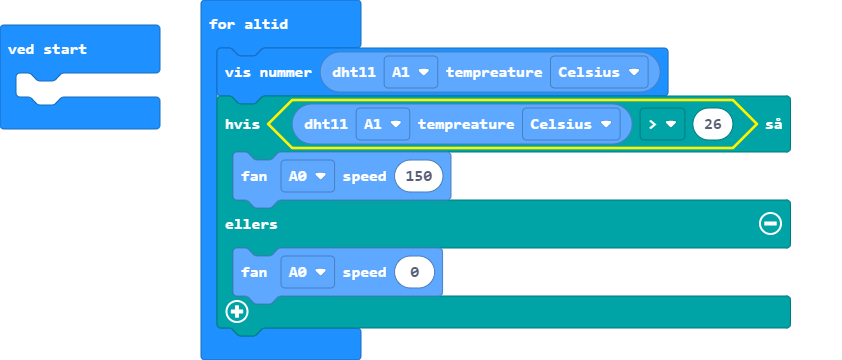 ved start
for altid
vis nummer dht11 A1 tempreature Celsius
hvis dht11 A1 tempreature Celsius > 26 så
fan A0 speed 150
ellers
fan A0 speed 0